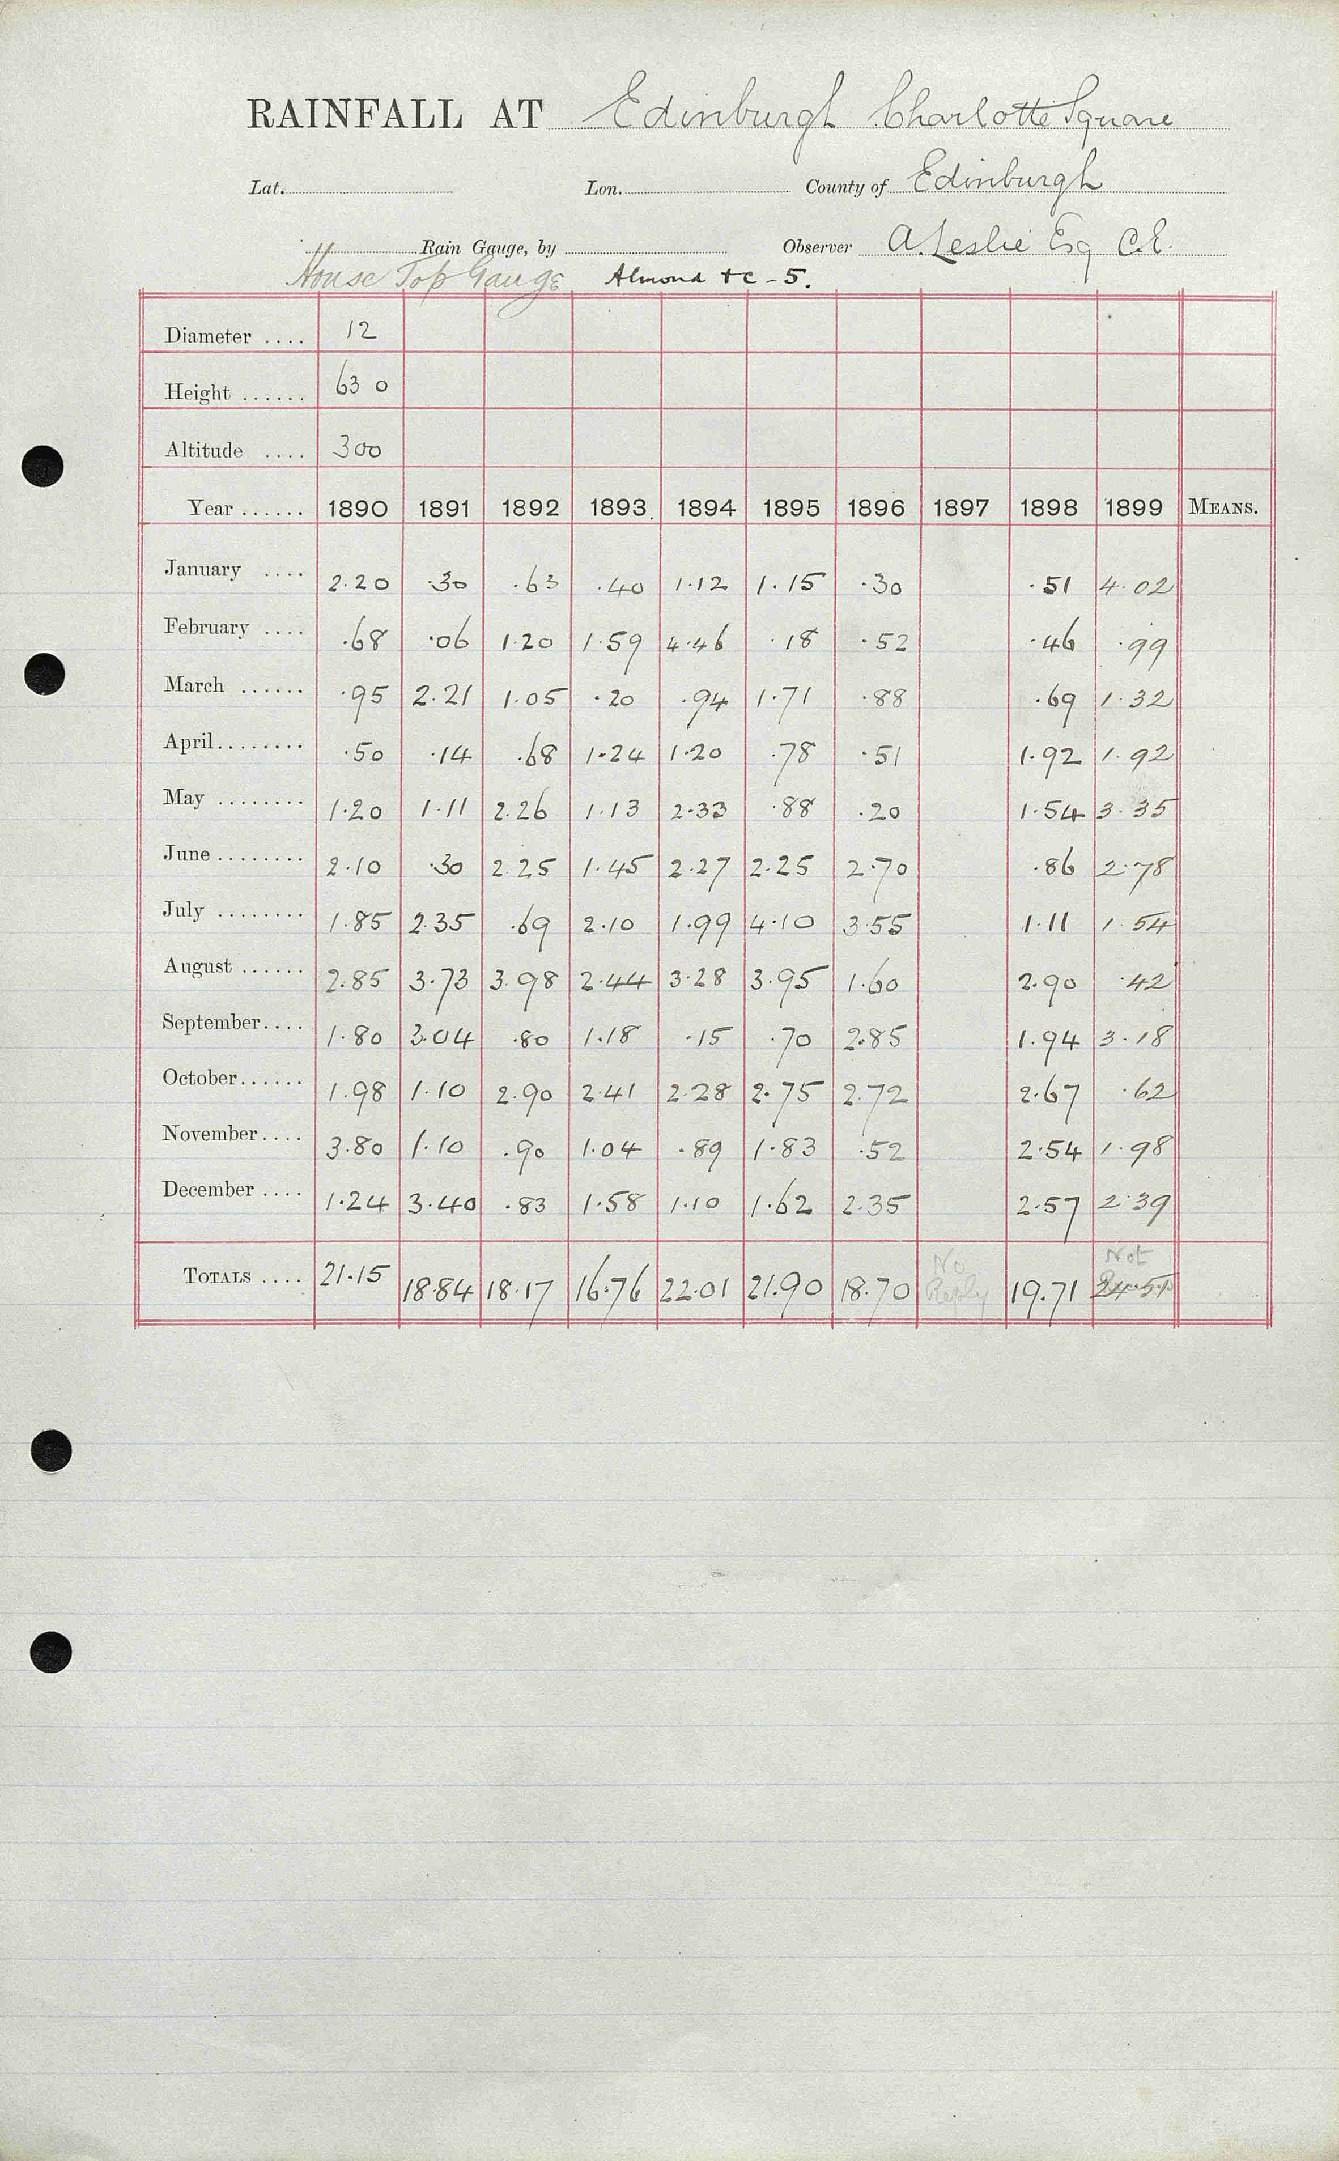 RAINFALL AT Edinburgh Charlotte Square
Lat. Lon. County of Edinburgh
Rain Gauge, by Observer A. Leslie Esq C.E.
House Top Gauge Almond & c - 5.
Diameter .... 12
Height ...... 63 0
Altitude .... 300
Year ...... 1890 1891 1892 1893 1894 1895 1896 1897 1898 1899 MEANS.
January .... 2.20 .30 .63 .40 1.12 1.15 .30 .51 4.02
February .... .68 .06 1.20 1.59 4.46 .18 .52 .46 .99
March ...... .95 2.21 1.05 .20 .94 1.71 .88 .69 1.32
April........ .50 .14 .68 1.24 1.20 .78 .51 1.92 1.92
May ........ 1.20 1.11 2.26 1.13 2.33 .88 .20 1.54 3.35
June ........ 2.10 .30 2.25 1.45 2.27 2.25 2.70 .86 2.78
July ........ 1.85 2.35 .69 2.10 1.99 4.10 3.55 1.11 1.54
August ...... 2.85 3.73 3.98 2.44 3.28 3.95 1.60 2.90 .42
September.... 1.80 3.04 .80 1.18 .15 .70 2.85 1.94 3.18
October...... 1.98 1.10 2.90 2.41 2.28 2.75 2.72 2.67 .62
November.... 3.80 1.10 .90 1.04 .89 1.83 .52 2.54 1.98
December .... 1.24 3.40 .83 1.58 1.10 1.62 2.35 2.57 2.39
TOTALS .... 21.15 18.84 18.17 16.76 22.01 21.90 18.70 No Reply 19.71 Not 24.51